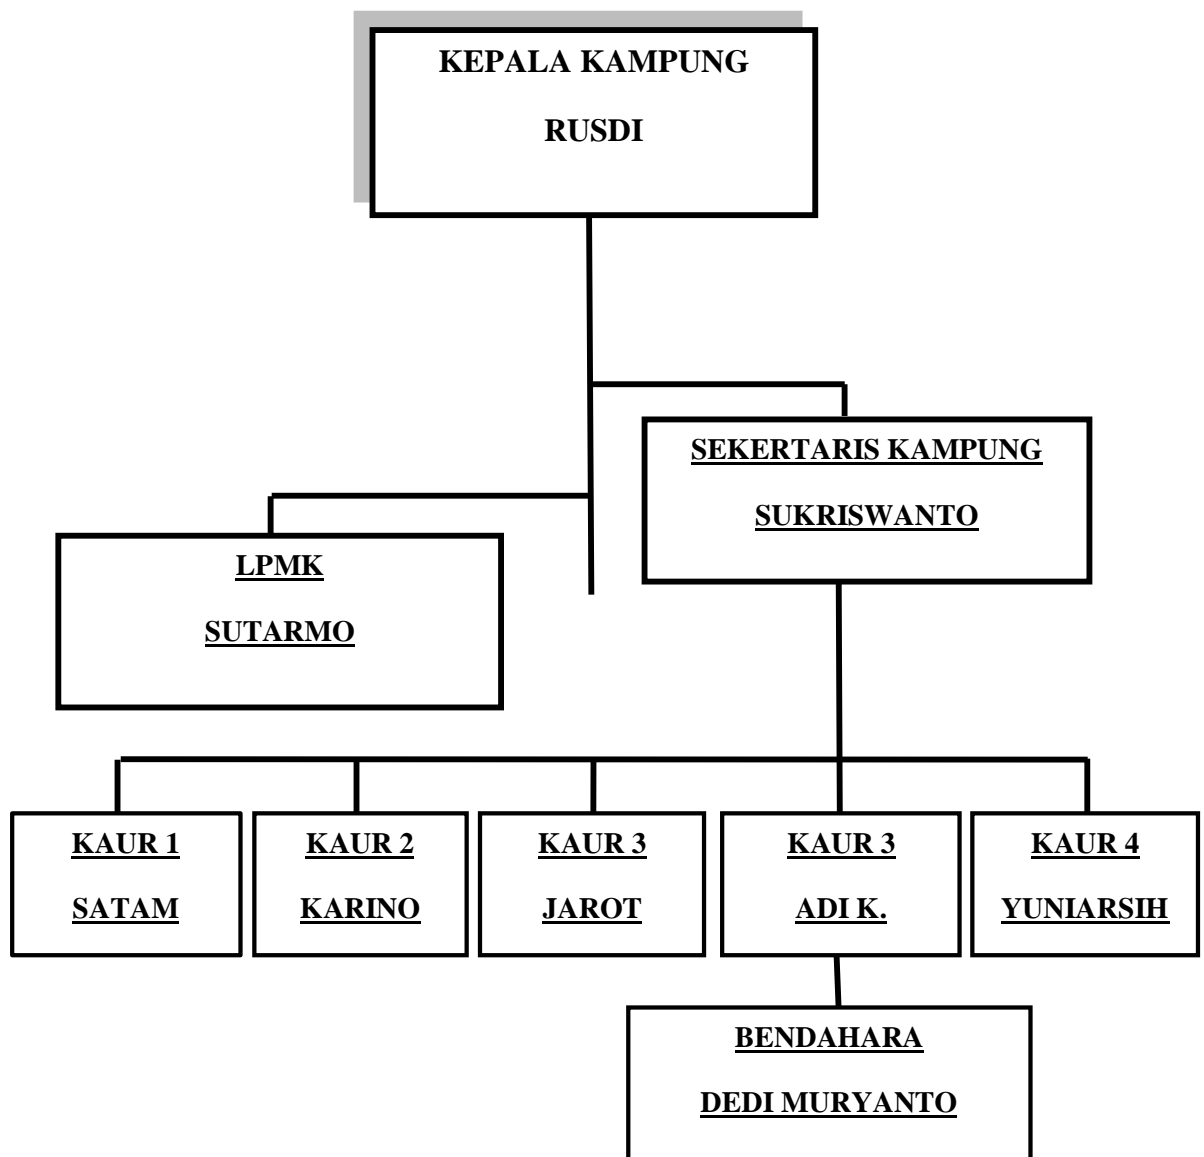 KEPALA KAMPUNG
RUSDI
SEKERTARIS KAMPUNG
SUKRISWANTO
LPMK
SUTARMO
KAUR 1
SATAM
KAUR 2
KARINO
KAUR 3
JAROT
KAUR 3
ADI K.
KAUR 4
YUNIARSIH
BENDAHARA
DEDI MURYANTO